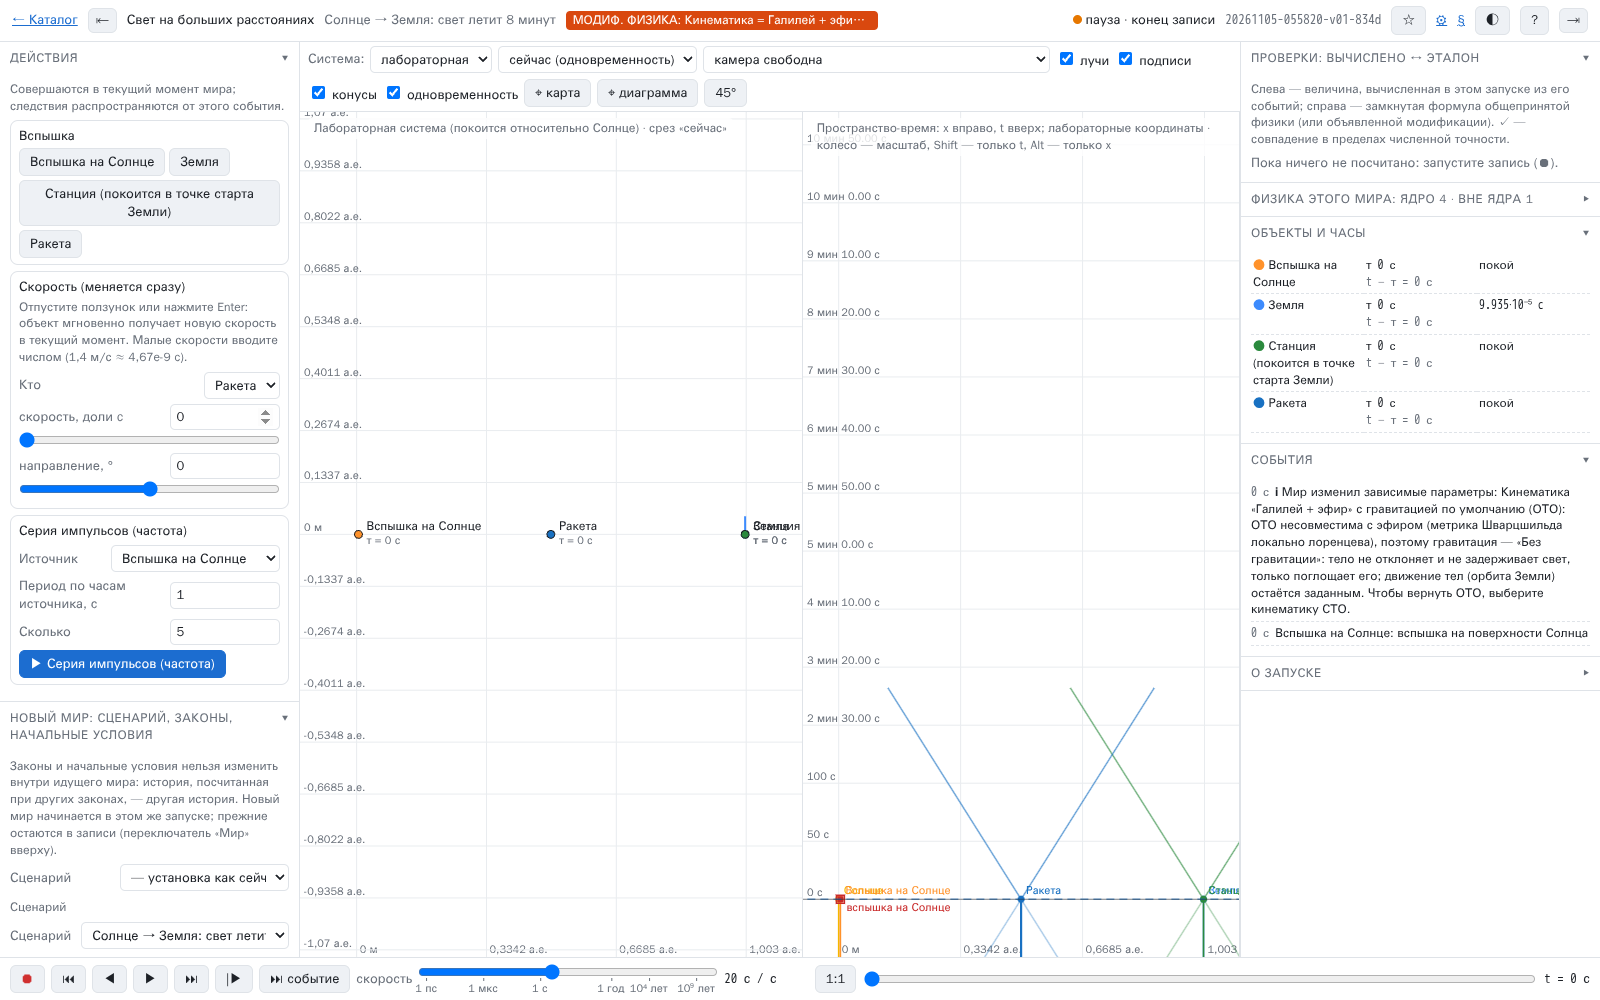 ← Каталог
⇤
Свет на больших расстояниях
Солнце → Земля: свет летит 8 минут
МОДИФ. ФИЗИКА: Кинематика = Галилей + эфи···
пауза · конец записи
20261105-055820-v01-834d
☆
§
?
⇥
ДЕЙСТВИЯ
Совершаются в текущий момент мира;
следствия распространяются от этого события.
Вспышка
Вспышка на Солнце
Земля
Станция (покоится в точке старта
Земли)
Ракета
Скорость (меняется сразу)
Отпустите ползунок или нажмите Enter:
объект мгновенно получает новую скорость
в текущий момент. Малые скорости вводите
числом (1,4 м/с ≈ 4,67e-9 c).
Кто
Ракета
скорость, доли c
0
направление, °
0
Серия импульсов (частота)
Источник
Вспышка на Солнце
Период по часам
источника, с
1
Сколько
5
▶ Серия импульсов (частота)
НОВЫЙ МИР: СЦЕНАРИЙ, ЗАКОНЫ,
НАЧАЛЬНЫЕ УСЛОВИЯ
Законы и начальные условия нельзя изменить
внутри идущего мира: история, посчитанная
при других законах, — другая история. Новый
мир начинается в этом же запуске; прежние
остаются в записи (переключатель «Мир»
вверху).
Сценарий
— установка как сейч
Сценарий
Сценарий
Солнце → Земля: свет лети
Система:
лабораторная
сейчас (одновременность)
камера свободна
лучи
подписи
конусы
одновременность
⌖ карта
⌖ диаграмма
45°
1,07 а.е.
Лабораторная система (покоится относительно Солнце) · срез «сейчас»
0,9358 а.е.
0,8022 а.е.
0,6685 а.е.
0,5348 а.е.
0,4011 а.е.
0,2674 а.е.
0,1337 а.е.
0 м
-0,1337 а.е.
-0,2674 а.е.
-0,4011 а.е.
-0,5348 а.е.
-0,6685 а.е.
-0,8022 а.е.
-0,9358 а.е.
-1,07 а.е.
Вспышка на Солнце
τ = 0 с
Ракета
τ = 0 с
τ = 0 с
0 м
0,3342 а.е.
0,6685 а.е.
1,003 а.е.
Пространство-время: x вправо, t вверх; лабораторные координаты ·
колесо — масштаб, Shift — только t, Alt — только x
10 мин 0.00 с
9 мин 10.00 с
8 мин 20.00 с
7 мин 30.00 с
6 мин 40.00 с
5 мин 50.00 с
5 мин 0.00 с
4 мин 10.00 с
3 мин 20.00 с
2 мин 30.00 с
100 с
50 с
0 с
Вспышка на Солнце
вспышка на Солнце
Ракета
0 м
0,3342 а.е.
0,6685 а.е.
1,003
ПРОВЕРКИ: ВЫЧИСЛЕНО ↔ ЭТАЛОН
Слева — величина, вычисленная в этом запуске из его
событий; справа — замкнутая формула общепринятой
физики (или объявленной модификации). ✓ —
совпадение в пределах численной точности.
Пока ничего не посчитано: запустите запись (⏺).
ФИЗИКА ЭТОГО МИРА: ЯДРО 4 · ВНЕ ЯДРА 1
ОБЪЕКТЫ И ЧАСЫ
Вспышка на
Солнце
τ 0 с
t − τ = 0 с
покой
Земля
τ 0 с
t − τ = 0 с
9.935·10⁻⁵ c
Станция
(покоится в точке
старта Земли)
τ 0 с
t − τ = 0 с
покой
Ракета
τ 0 с
t − τ = 0 с
покой
СОБЫТИЯ
0 с ℹ Мир изменил зависимые параметры: Кинематика
«Галилей + эфир» с гравитацией по умолчанию (ОТО):
ОТО несовместима с эфиром (метрика Шварцшильда
локально лоренцева), поэтому гравитация — «Без
гравитации»: тело не отклоняет и не задерживает свет,
только поглощает его; движение тел (орбита Земли)
остаётся заданным. Чтобы вернуть ОТО, выберите
кинематику СТО.
0 с Вспышка на Солнце: вспышка на поверхности Солнца
О ЗАПУСКЕ
⏭ событие
скорость
1 пс
1 мкс
1 с
1 год
10⁴ лет
10⁹ лет
20 с / с
1:1
t = 0 с